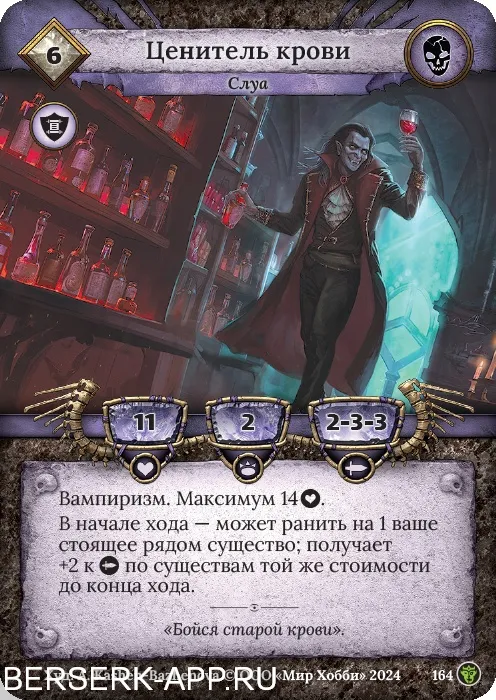 6
Ценитель крови
Слуа
11
2
2-3-3
Вампиризм. Максимум 14
В начале хода — может ранить на 1 ваше
стоящее рядом существо; получает
+2 к по существам той же стоимости
до конца хода.
«Бойся старой крови».
«Мир Хобби» 2024
164
BERSERK-APP.RU